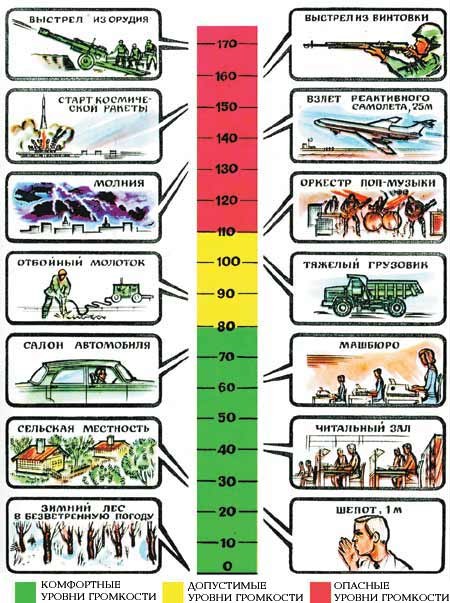 ВЫСТРЕЛ ИЗ ОРУДИЯ
ВЫСТРЕЛ ИЗ ВИНТОВКИ
СТАРТ КОСМИЧЕ-
СКОЙ РАКЕТЫ
ВЗЛЕТ РЕАКТИВНОГО
САМОЛЕТА, 25М
МОЛНИЯ
ОРКЕСТР ПОП-МУЗЫКИ
ОТБОЙНЫЙ МОЛОТОК
ТЯЖЕЛЫЙ ГРУЗОВИК
САЛОН АВТОМОБИЛЯ
МАШБЮРО
СЕЛЬСКАЯ МЕСТНОСТЬ
ЧИТАЛЬНЫЙ ЗАЛ
ЗИМНИЙ ЛЕС
В БЕЗВЕТРЕННУЮ ПОГОДУ
ШЕПОТ, 1 М
170
160
150
140
130
120
110
100
90
80
70
60
50
40
30
20
10
0
КОМФОРТНЫЕ
УРОВНИ ГРОМКОСТИ
ДОПУСТИМЫЕ
УРОВНИ ГРОМКОСТИ
ОПАСНЫЕ
УРОВНИ ГРОМКОСТИ